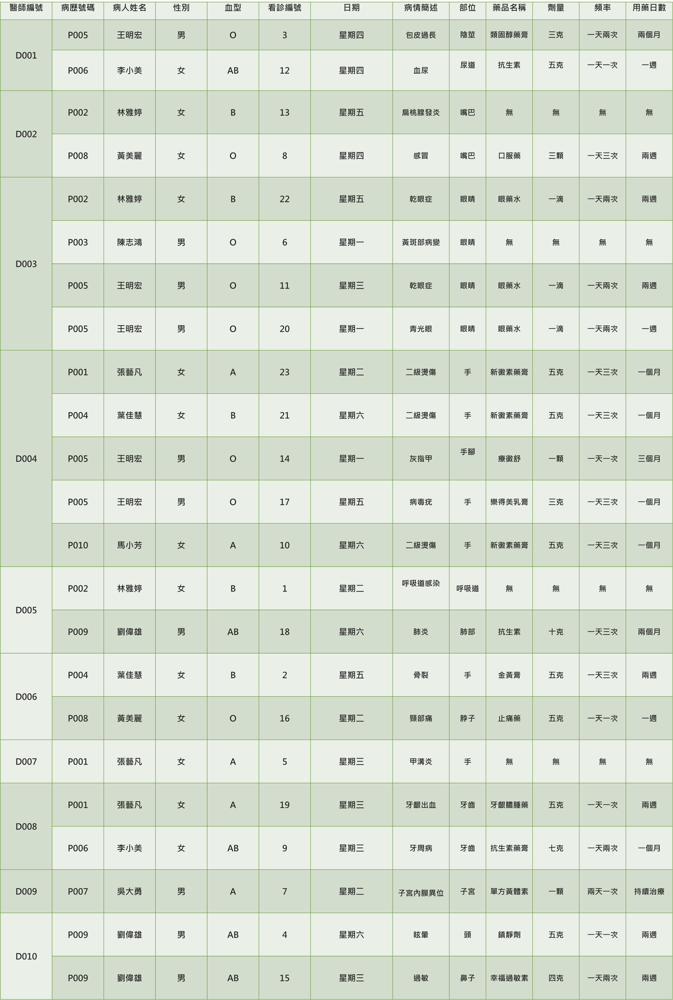 醫師編號 病歷號碼 病人姓名 性別 血型 看診編號 日期 病情簡述 部位 藥品名稱 劑量 頻率 用藥日數
D001 P005 王明宏 男 O 3 星期四 包皮過長 陰莖 類固醇藥膏 三克 一天兩次 兩個月
P006 李小美 女 AB 12 星期四 血尿 尿道 抗生素 五克 一天一次 一週
D002 P002 林雅婷 女 B 13 星期五 扁桃腺發炎 嘴巴 無 無 無 無
P008 黃美麗 女 O 8 星期四 感冒 嘴巴 口服藥 三顆 一天三次 兩週
D003 P002 林雅婷 女 B 22 星期五 乾眼症 眼睛 眼藥水 一滴 一天兩次 兩週
P003 陳志鴻 男 O 6 星期一 黃斑部病變 眼睛 無 無 無 無
P005 王明宏 男 O 11 星期三 乾眼症 眼睛 眼藥水 一滴 一天兩次 兩週
P005 王明宏 男 O 20 星期一 青光眼 眼睛 眼藥水 一滴 一天兩次 一週
D004 P001 張藝凡 女 A 23 星期二 二級燙傷 手 新黴素藥膏 五克 一天三次 一個月
P004 葉佳慧 女 B 21 星期六 二級燙傷 手 新黴素藥膏 五克 一天三次 一個月
P005 王明宏 男 O 14 星期一 灰指甲 手腳 療黴舒 一顆 一天一次 三個月
P005 王明宏 男 O 17 星期五 病毒疣 手 樂得美乳膏 三克 一天三次 一個月
P010 馬小芳 女 A 10 星期六 二級燙傷 手 新黴素藥膏 五克 一天三次 一個月
D005 P002 林雅婷 女 B 1 星期二 呼吸道感染 呼吸道 無 無 無 無
P009 劉偉雄 男 AB 18 星期六 肺炎 肺部 抗生素 十克 一天三次 兩個月
D006 P004 葉佳慧 女 B 2 星期五 骨裂 手 金黃膏 五克 一天三次 兩週
P008 黃美麗 女 O 16 星期二 頸部痛 脖子 止痛藥 五克 一天一次 一週
D007 P001 張藝凡 女 A 5 星期三 甲溝炎 手 無 無 無 無
D008 P001 張藝凡 女 A 19 星期三 牙齦出血 牙齒 牙齦膿腫藥 五克 一天一次 兩週
P006 李小美 女 AB 9 星期三 牙周病 牙齒 抗生素藥膏 七克 一天兩次 一個月
D009 P007 吳大勇 男 A 7 星期二 子宮內膜異位 子宮 單方黃體素 一顆 兩天一次 持續治療
D010 P009 劉偉雄 男 AB 4 星期六 眩暈 頭 鎮靜劑 五克 一天一次 兩週
P009 劉偉雄 男 AB 15 星期三 過敏 鼻子 幸福過敏素 四克 一天兩次 兩週